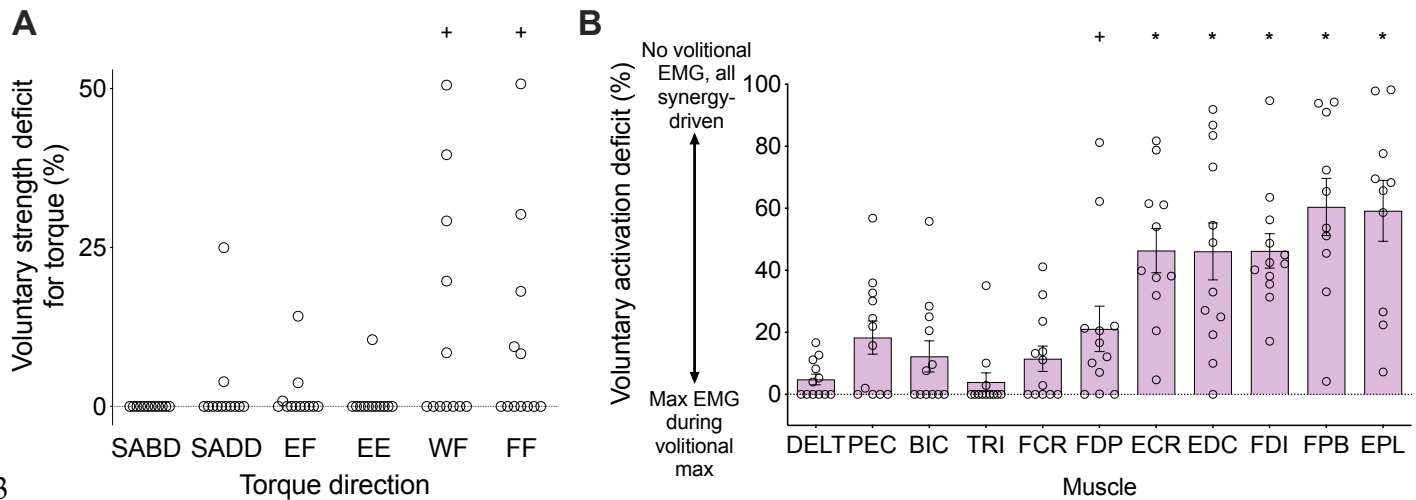 A
+ +
50
25
0
Voluntary strength deficit
for torque (%)
SABD SADD EF EE WF FF
Torque direction
B
No volitional
EMG, all
synergy-
driven
Max EMG
during
volitional
max
Voluntary activation deficit (%)
+ * * * * *
100
80
60
40
20
0
DELT PEC BIC TRI FCR FDP ECR EDC FDI FPB EPL
Muscle